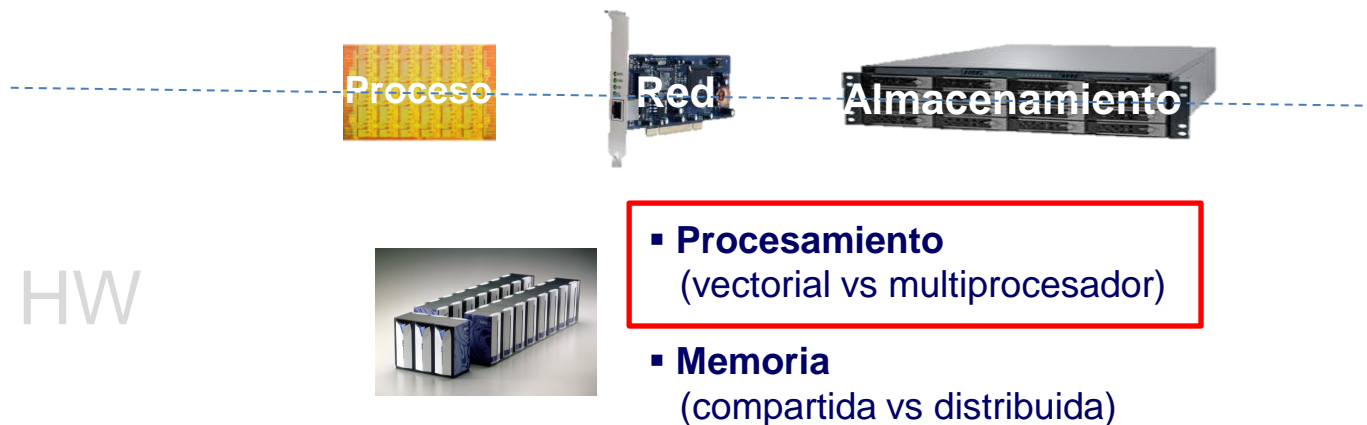 Proceso
Red
Almacenamiento
▪ Procesamiento
(vectorial vs multiprocesador)
HW
▪ Memoria
(compartida vs distribuida)